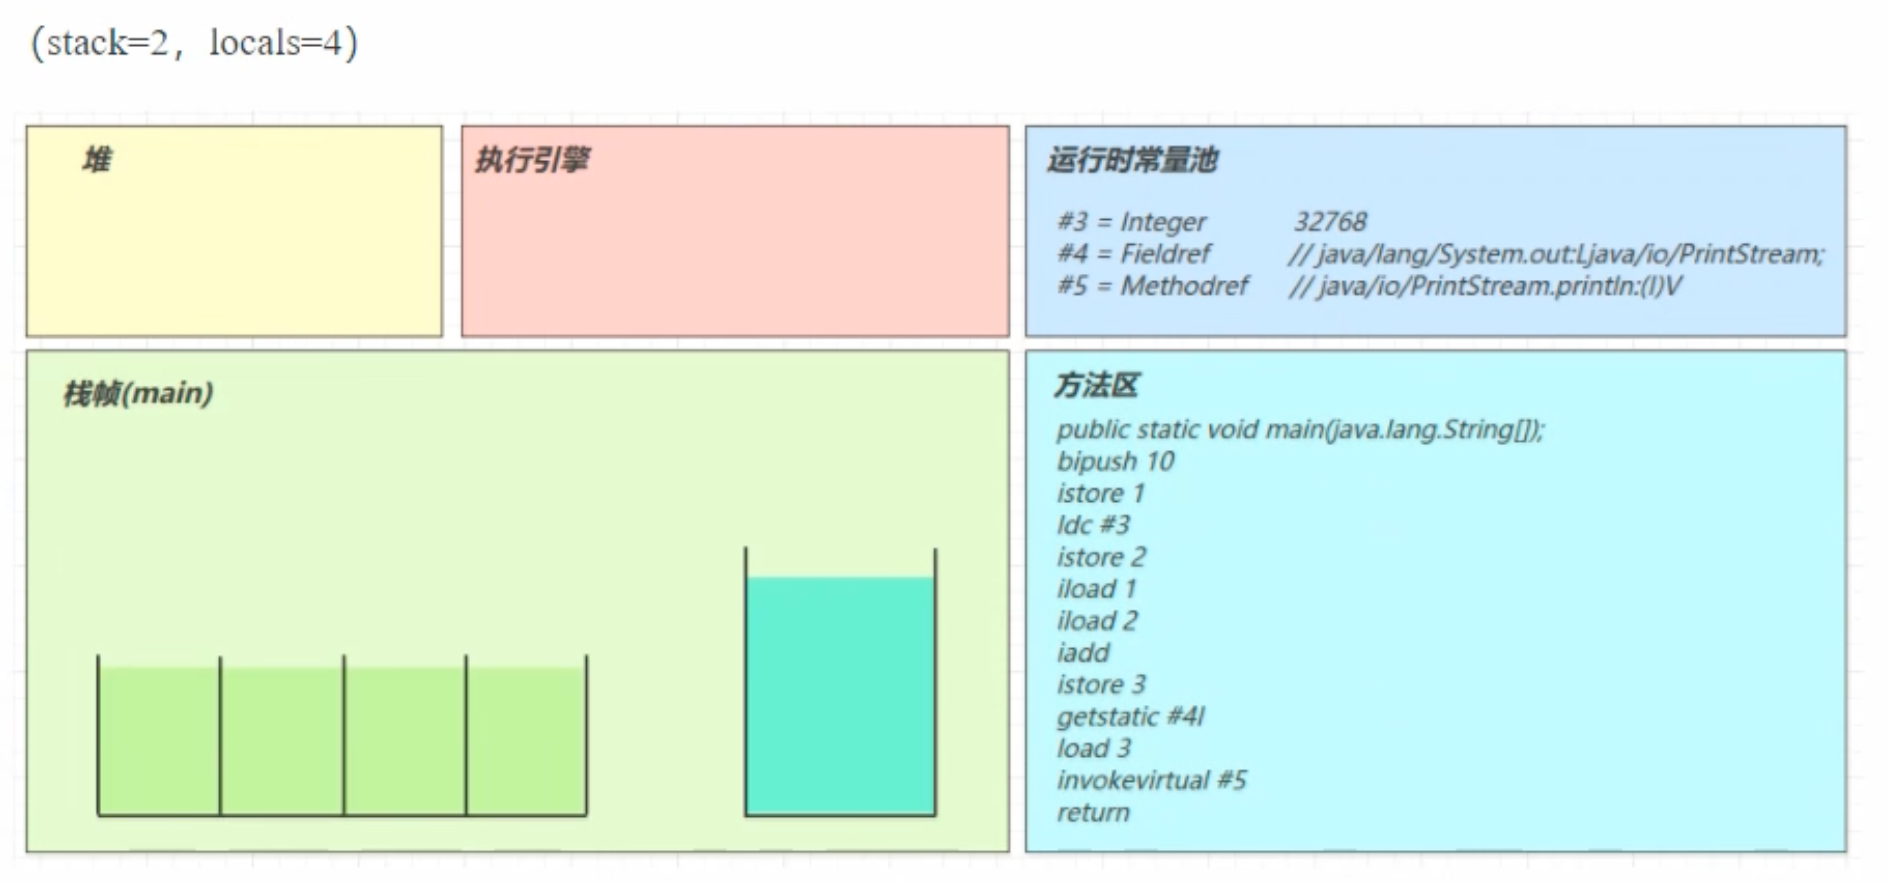 (stack=2, locals=4)
堆
执行引擎
运行时常量池
#3 = Integer 32768
#4 = Fieldref // java/lang/System.out:Ljava/io/PrintStream;
#5 = Methodref // java/io/PrintStream.println:(I)V
栈帧(main)
方法区
public static void main(java.lang.String[]);
bipush 10
istore 1
ldc #3
istore 2
iload 1
iload 2
iadd
istore 3
getstatic #4I
load 3
invokevirtual #5
return